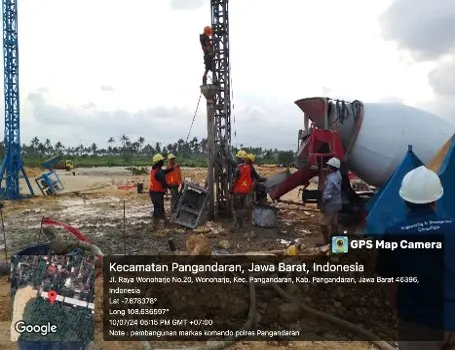 GPS Map Camera
Kecamatan Pangandaran, Jawa Barat, Indonesia
Jl. Raya Wonoharjo No.20, Wonoharjo, Kec. Pangandaran, Kab. Pangandaran, Jawa Barat 46396,
Indonesia
Lat -7.678378°
Long 108.636597°
10/07/24 05:15 PM GMT +07:00
Note : pembangunan markas komando polres Pangandaran
Google